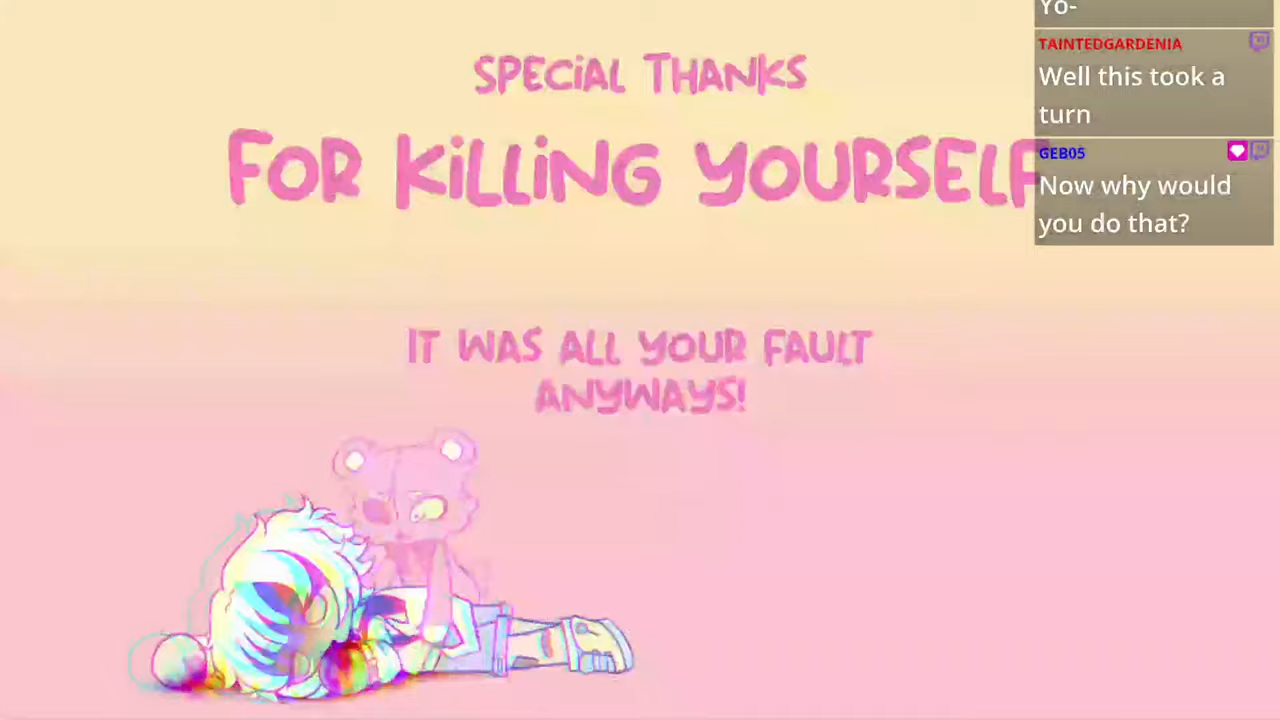 SPECiAL THANKS
FOR KiLLiNG YOURSELF
IT WAS ALL YOUR FAULT
ANYWAYS!
Yo-
TAINTEDGARDENIA
Well this took a
turn
GEB05
Now why would
you do that?